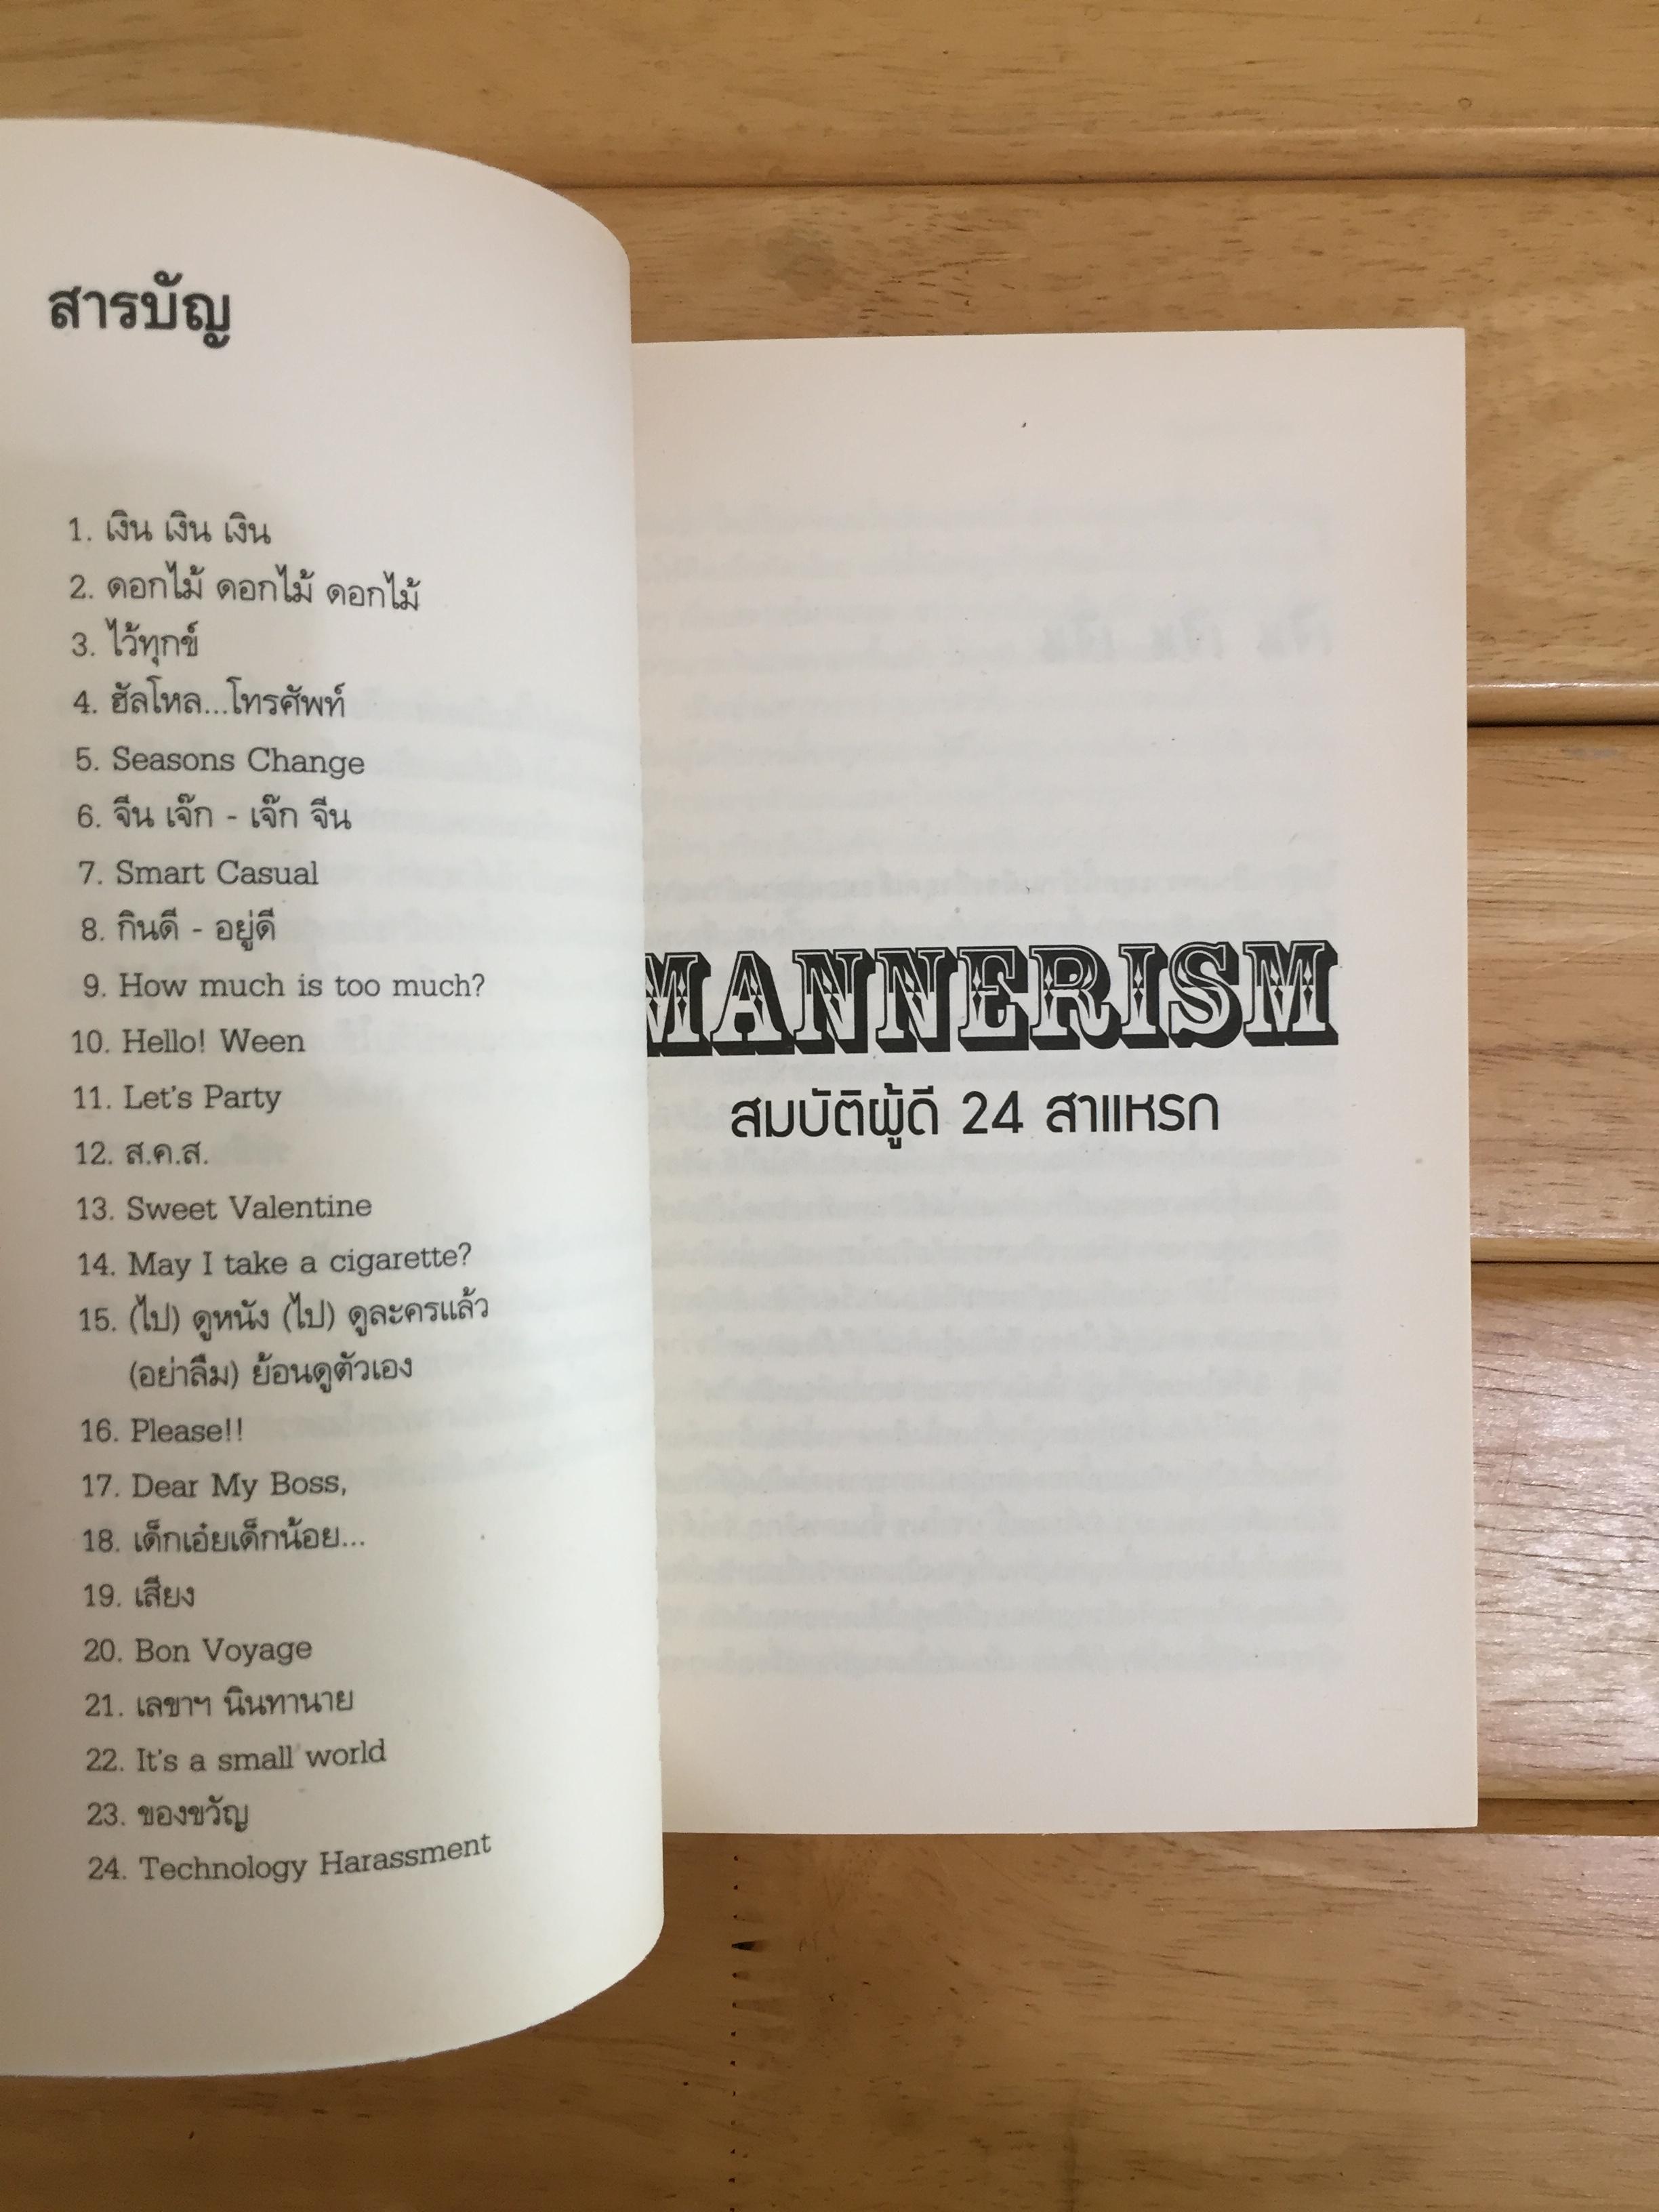 สารบัญ
1. เงิน เงิน เงิน
2. ดอกไม้ ดอกไม้ ดอกไม้
3. ไว้ทุกข์
4. ฮัลโหล...โทรศัพท์
5. Seasons Change
6. จีน เจ๊ก - เจ๊ก จีน
7. Smart Casual
8. กินดี - อยู่ดี
9. How much is too much?
10. Hello! Ween
11. Let's Party
12. ส.ค.ส.
13. Sweet Valentine
14. May I take a cigarette?
15. (ไป) ดูหนัง (ไป) ดูละครแล้ว
(อย่าลืม) ย้อนดูตัวเอง
16. Please!!
17. Dear My Boss,
18. เด็กเอ๋ยเด็กน้อย...
19. เสียง
20. Bon Voyage
21. เลขาฯ นินทานาย
22. It's a small world
23. ของขวัญ
24. Technology Harassment
MANNERISM
สมบัติผู้ดี 24 สาแหรก